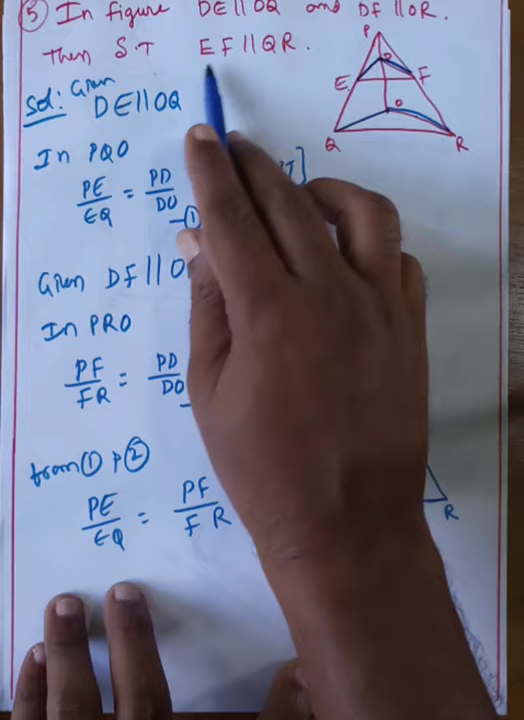 5 In figure DE||OQ and DF||OR.
then S.T EF||QR.
Sol: Given DE||OQ
In PQO
PE/EQ = PD/DO —①
Given DF||O
In PRO
PF/FR = PD/DO
from ① & ②
PE/EQ = PF/FR
P
D
E
F
O
Q
R
R